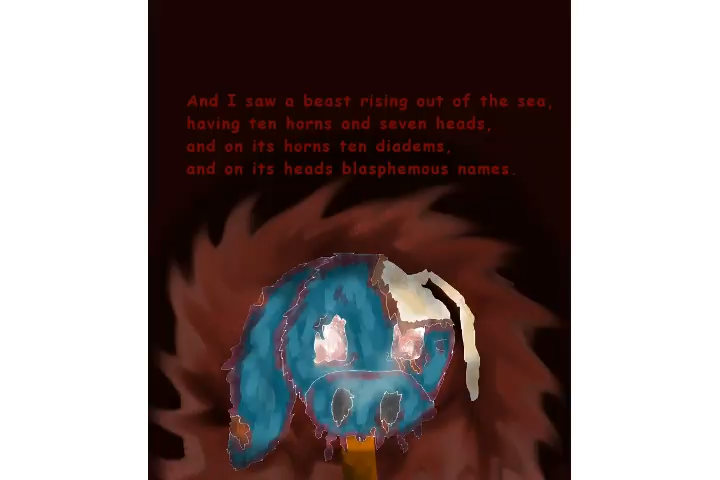 And I saw a beast rising out of the sea,
having ten horns and seven heads,
and on its horns ten diadems,
and on its heads blasphemous names.